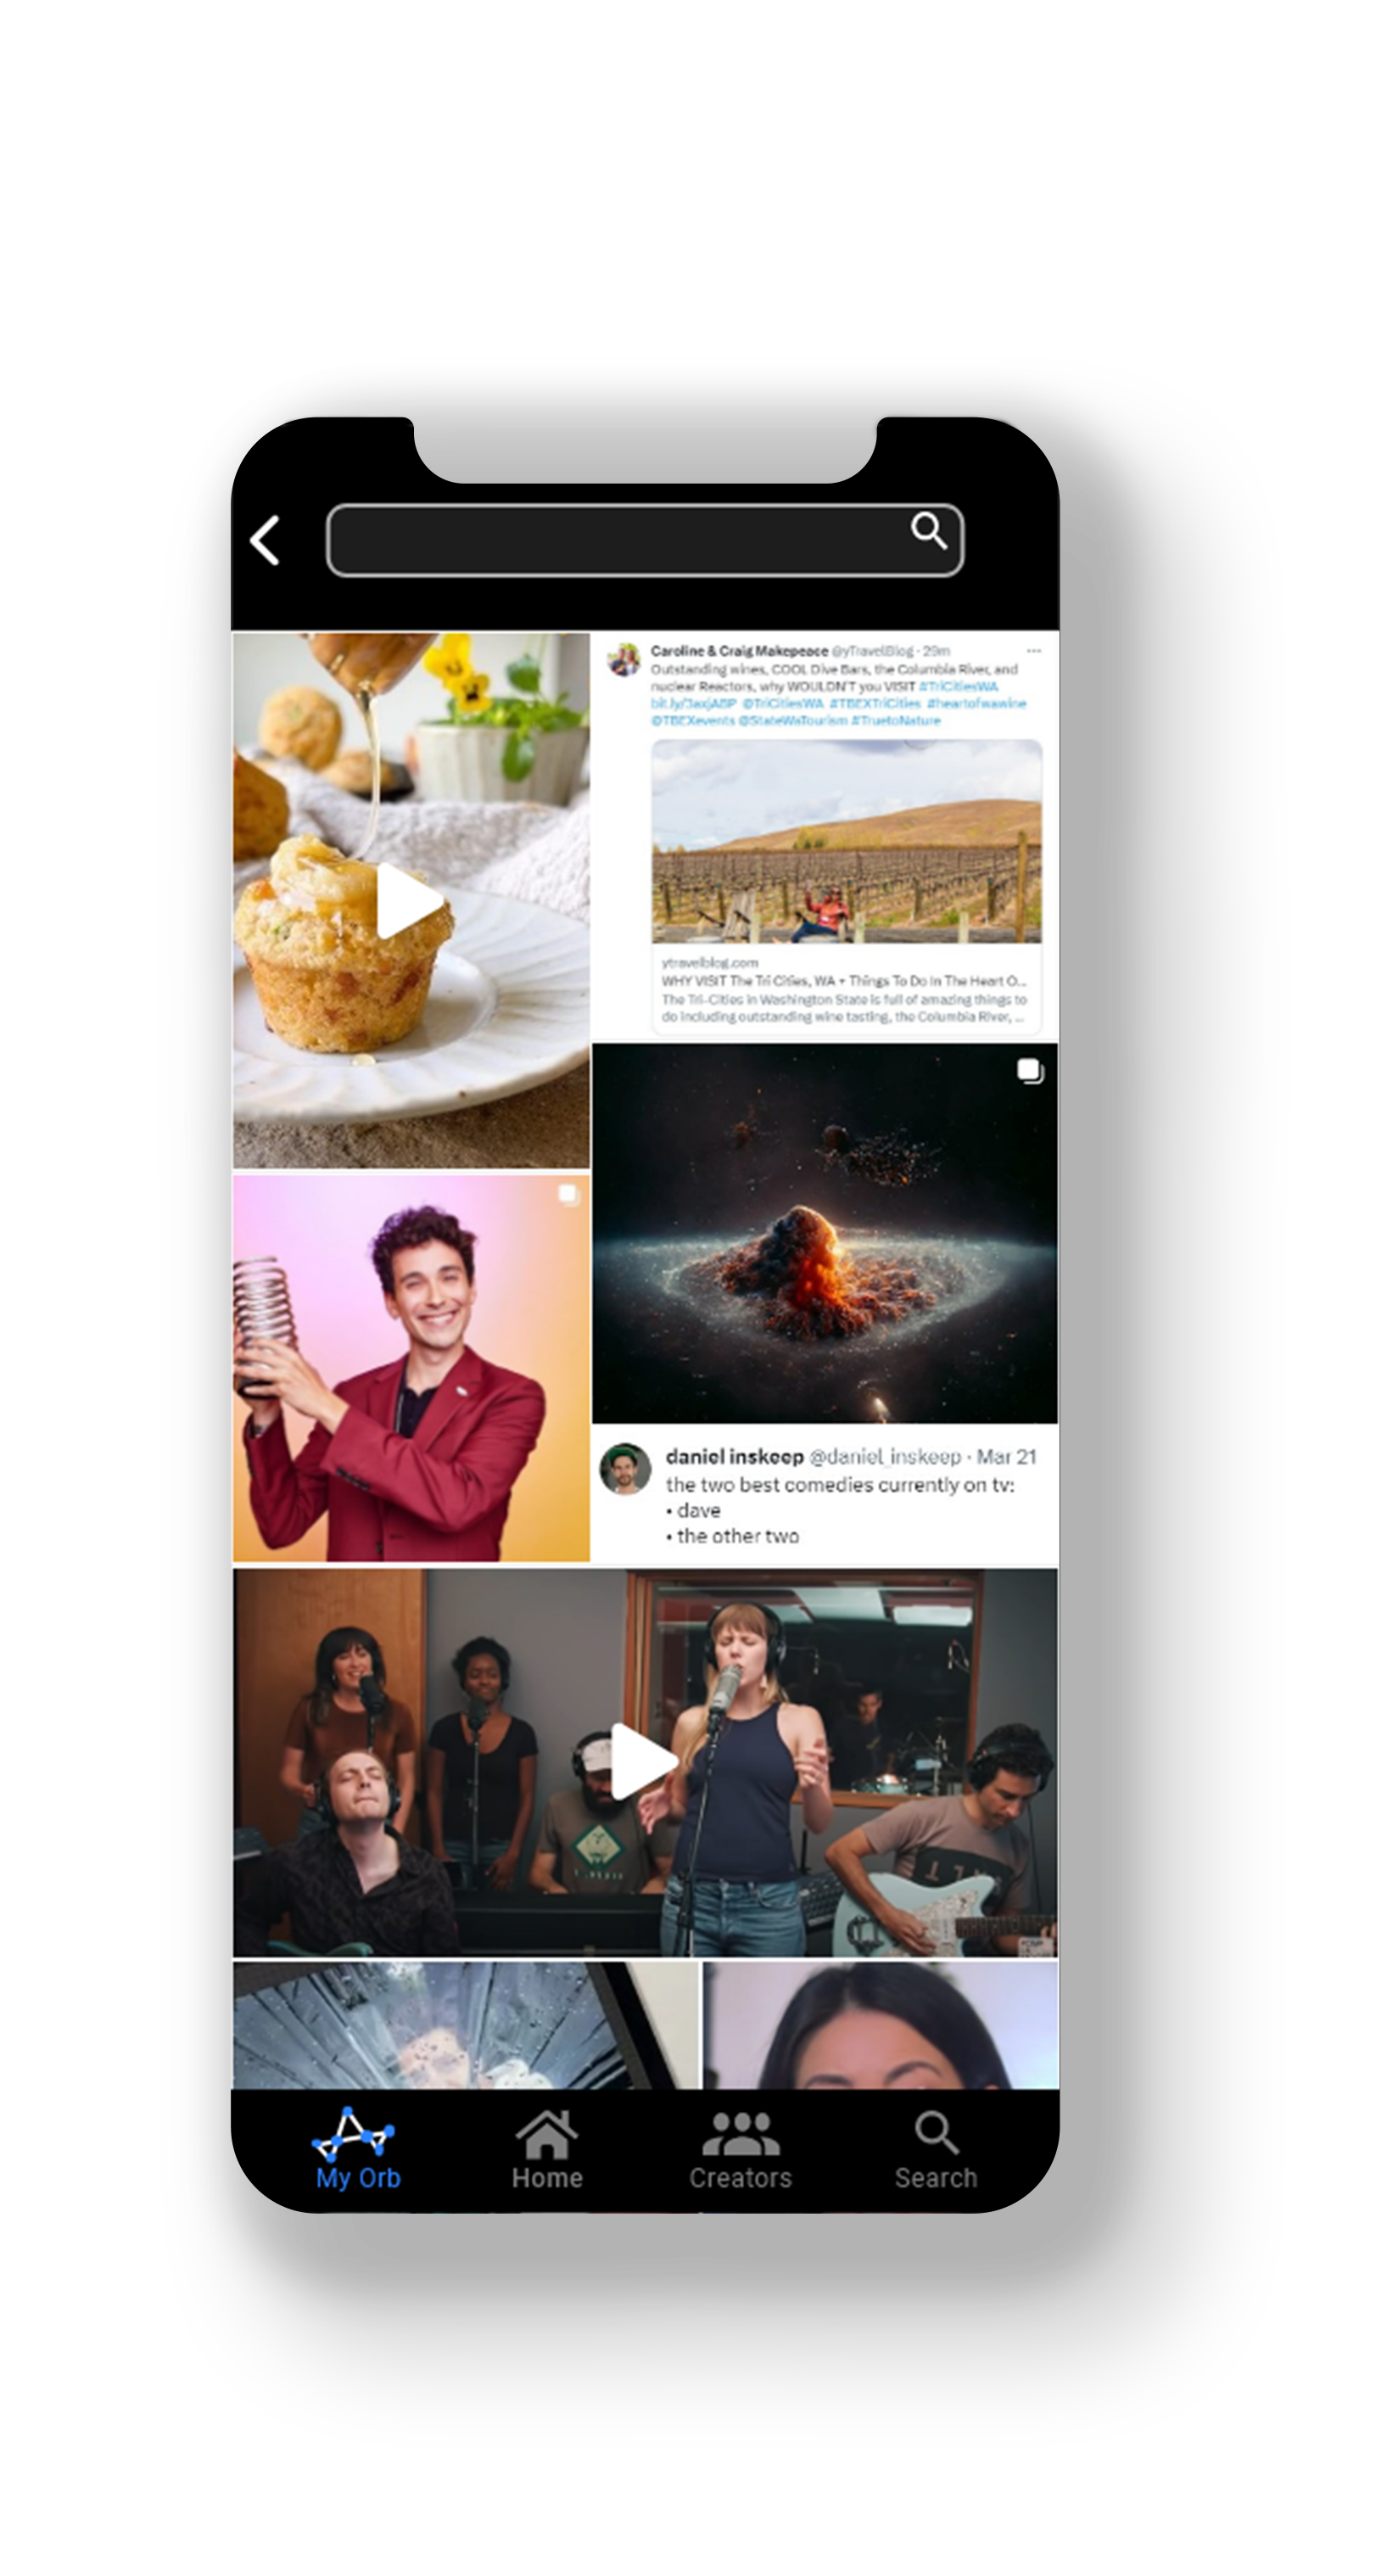 Caroline & Craig Makepeace @yTravelBlog · 29m
Outstanding wines, COOL Dive Bars, the Columbia River, and
nuclear Reactors, why WOULDN'T you VISIT #TriCitiesWA
@TriCitiesWA #TBEXTriCities #heartofwawine
@TBEXevents @StateWaTourism #TruetoNature
ytravelblog.com
WHY VISIT The Tri Cities, WA + Things To Do In The Heart O...
The Tri-Cities in Washington State is full of amazing things to
do including outstanding wine tasting, the Columbia River, ...
daniel inskeep @daniel_inskeep · Mar 21
the two best comedies currently on tv:
• dave
• the other two
My Orb
Home
Creators
Search